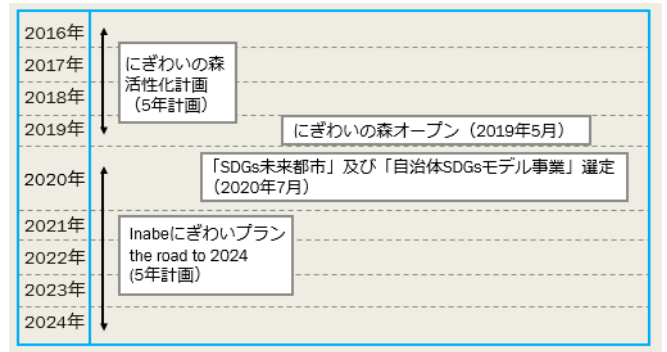 2016年
2017年
2018年
2019年
2020年
2021年
2022年
2023年
2024年
にぎわいの森
活性化計画
（5年計画）
にぎわいの森オープン（2019年5月）
「SDGs未来都市」及び「自治体SDGsモデル事業」選定
（2020年7月）
Inabeにぎわいプラン
the road to 2024
(5年計画）